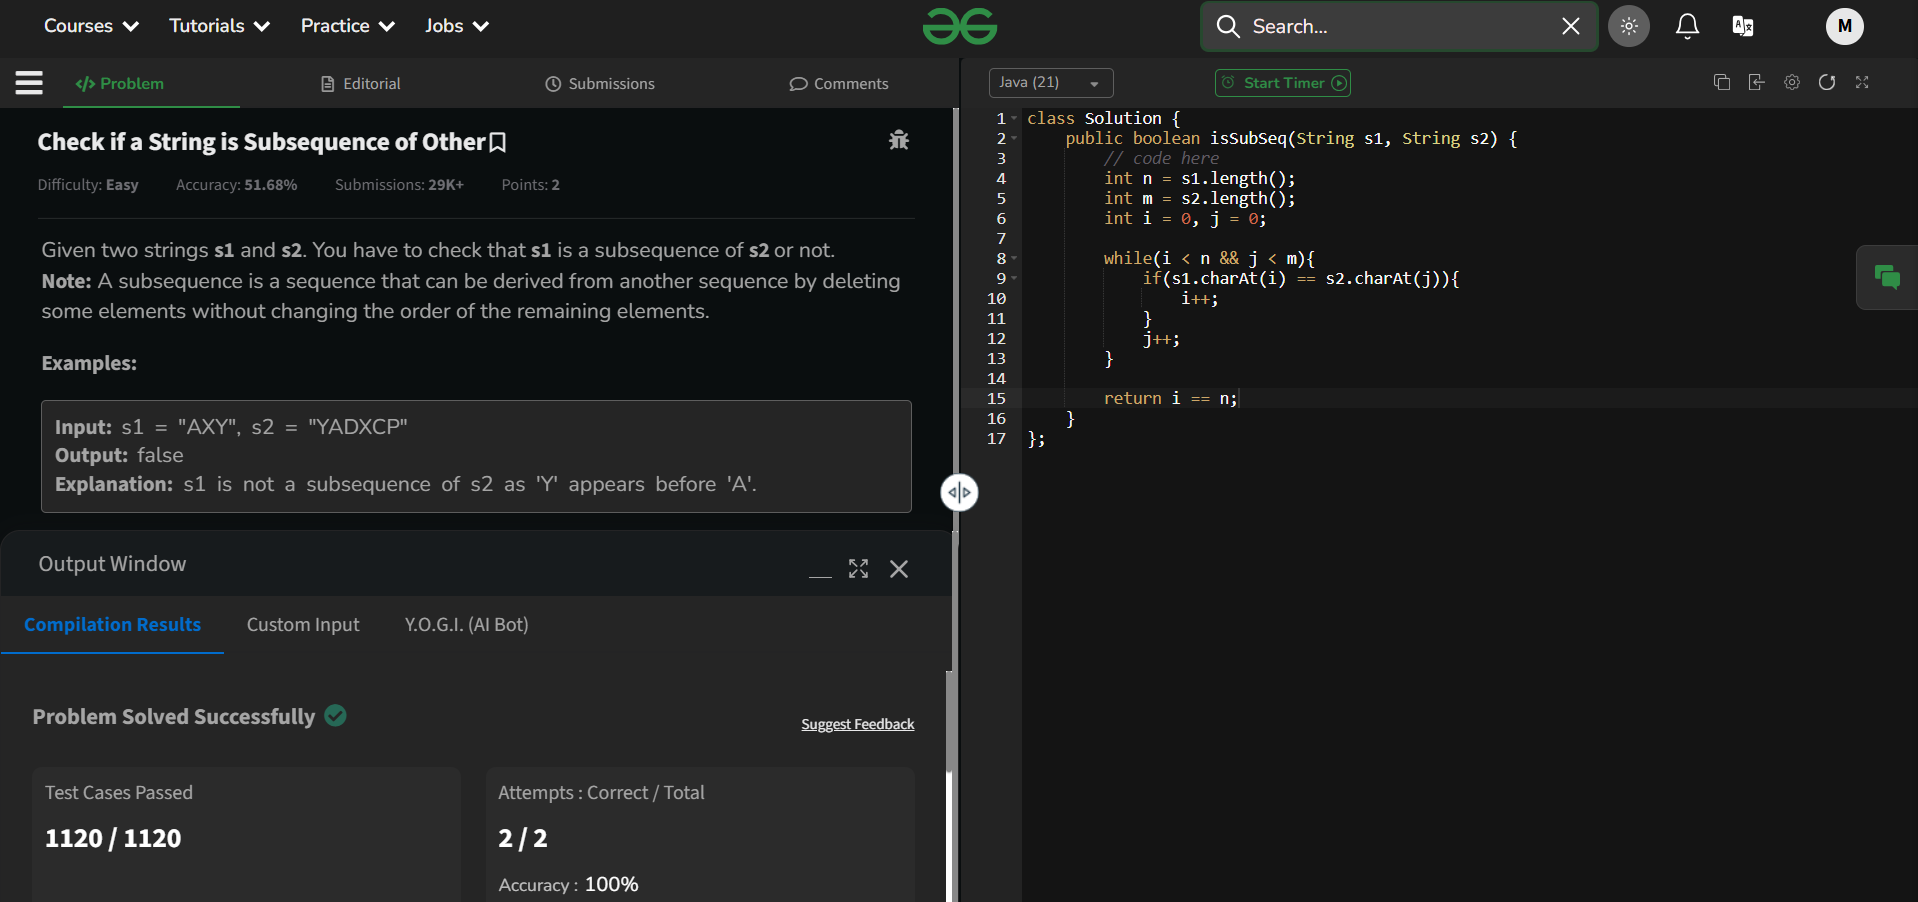 Courses Tutorials Practice Jobs Search... M
Problem Editorial Submissions Comments
Check if a String is Subsequence of Other
Difficulty: Easy Accuracy: 51.68% Submissions: 29K+ Points: 2
Given two strings s1 and s2. You have to check that s1 is a subsequence of s2 or not.
Note: A subsequence is a sequence that can be derived from another sequence by deleting
some elements without changing the order of the remaining elements.
Examples:
Input: s1 = "AXY", s2 = "YADXCP"
Output: false
Explanation: s1 is not a subsequence of s2 as 'Y' appears before 'A'.
Output Window
Compilation Results Custom Input Y.O.G.I. (AI Bot)
Problem Solved Successfully
Suggest Feedback
Test Cases Passed
1120 / 1120
Attempts : Correct / Total
2 / 2
Accuracy : 100%
Java (21) Start Timer
1 class Solution {
2     public boolean isSubSeq(String s1, String s2) {
3         // code here
4         int n = s1.length();
5         int m = s2.length();
6         int i = 0, j = 0;
7
8         while(i < n && j < m){
9             if(s1.charAt(i) == s2.charAt(j)){
10                 i++;
11             }
12             j++;
13         }
14
15         return i == n;
16     }
17 };